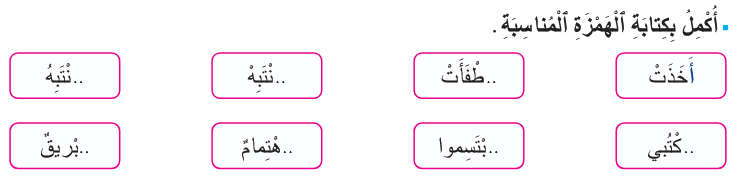 ▪ أُكْمِلُ بِكِتابَةِ ٱلْهَمْزَةِ ٱلْمُناسِبَةِ.
أَخَذَتْ ..طْفَأَتْ ..نْتَبِهْ ..نْتَبِهُ
..كْتُبي ..بْتَسِموا ..هْتِمامٌ ..بْريقٌ